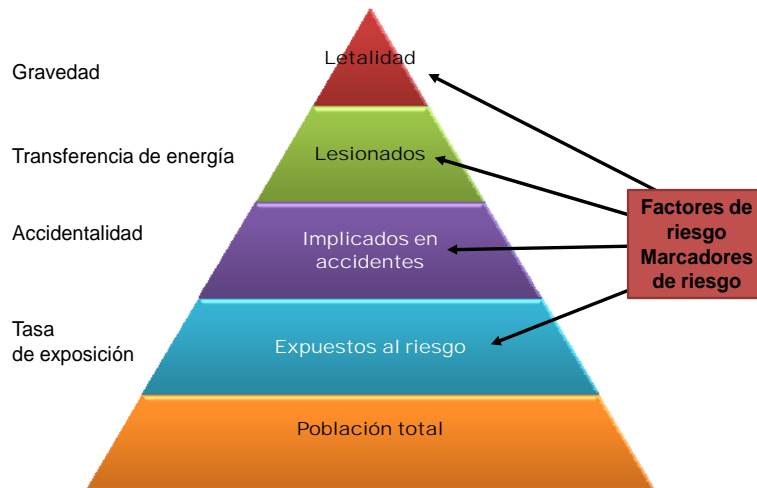 Letalidad
Gravedad
Transferencia de energía
Lesionados
Factores de
riesgo
Marcadores
de riesgo
Accidentalidad
Implicados en
accidentes
Tasa
de exposición
Expuestos al riesgo
Población total